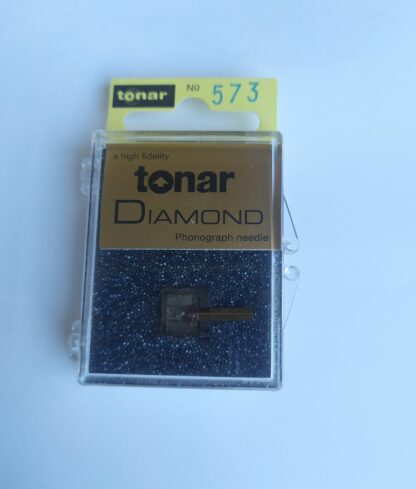 tonar No 573
a high fidelity
tonar
DIAMOND
Phonograph needle